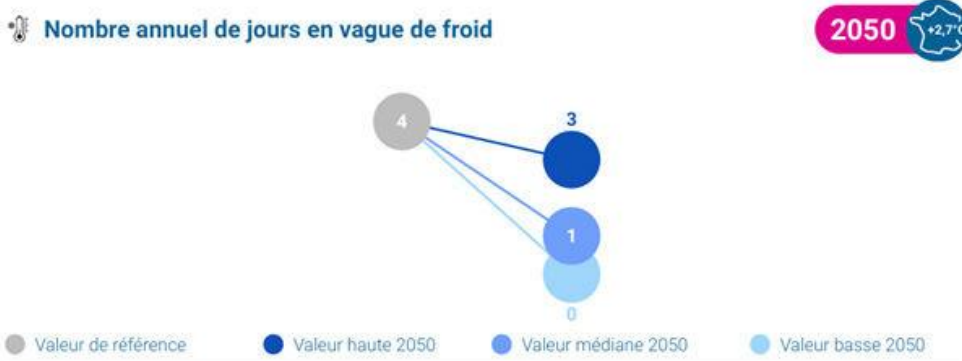 Nombre annuel de jours en vague de froid
2050 +2,7°C
4
3
1
0
Valeur de référence
Valeur haute 2050
Valeur médiane 2050
Valeur basse 2050